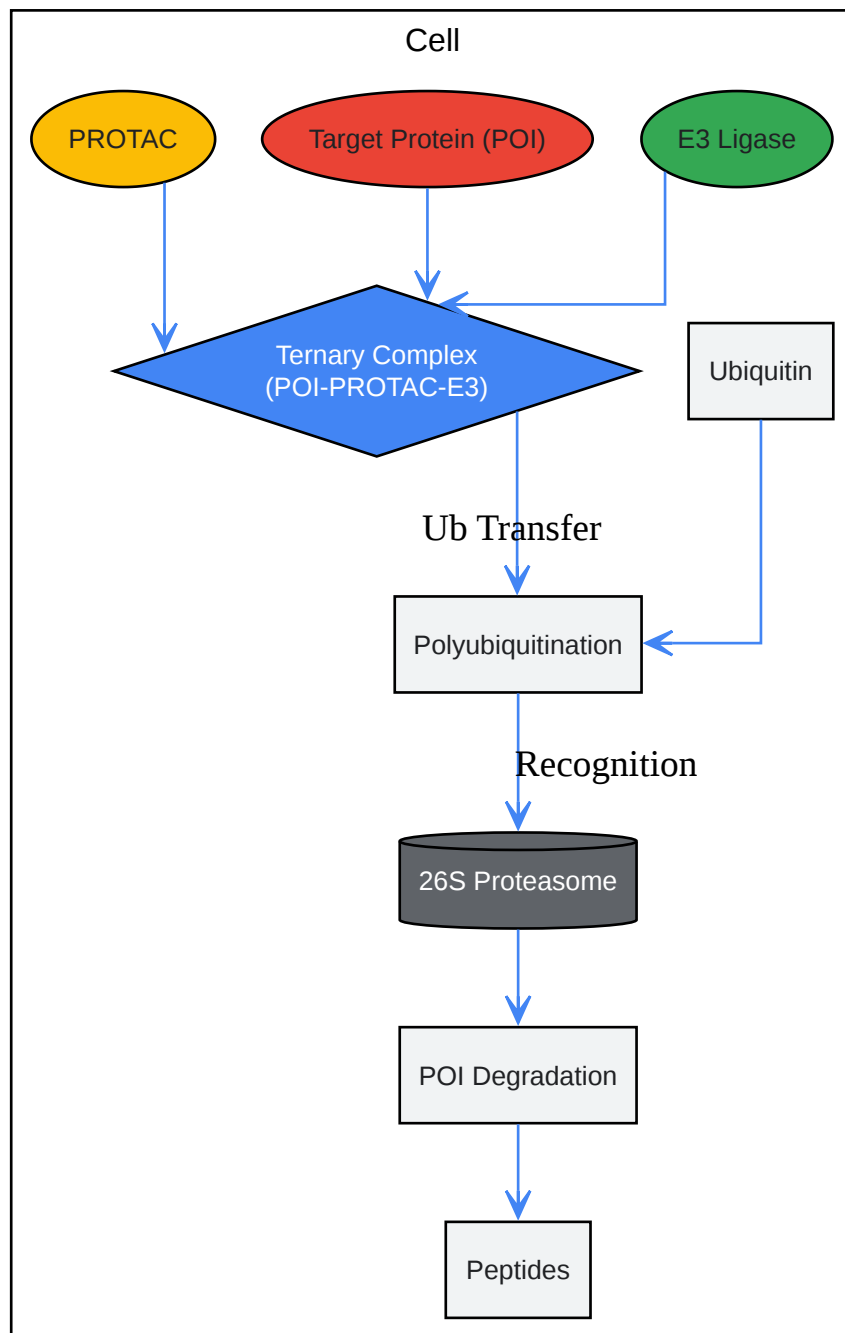 Cell
PROTAC
Target Protein (POI)
E3 Ligase
Ternary Complex
(POI-PROTAC-E3)
Ubiquitin
Ub Transfer
Polyubiquitination
Recognition
26S Proteasome
POI Degradation
Peptides